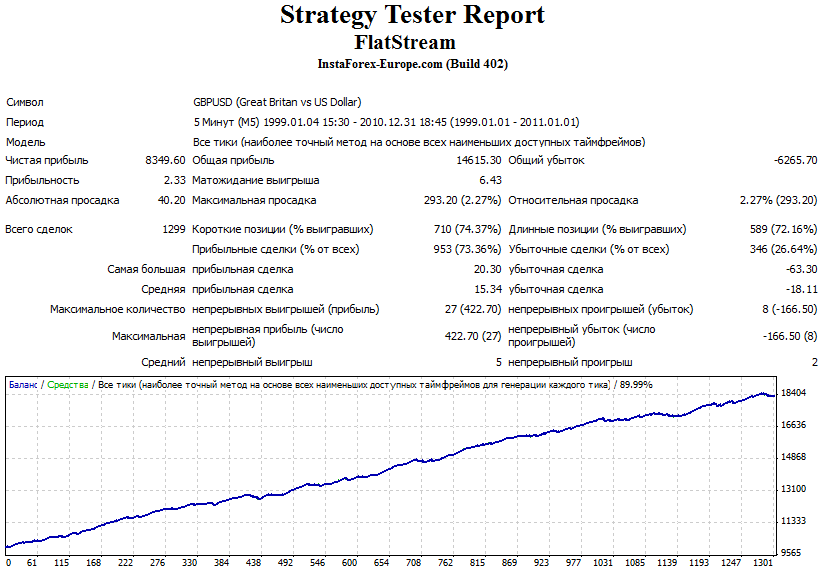 Strategy Tester Report
FlatStream
InstaForex-Europe.com (Build 402)
Символ GBPUSD (Great Britan vs US Dollar)
Период 5 Минут (M5) 1999.01.04 15:30 - 2010.12.31 18:45 (1999.01.01 - 2011.01.01)
Модель Все тики (наиболее точный метод на основе всех наименьших доступных таймфреймов)
Чистая прибыль 8349.60 Общая прибыль 14615.30 Общий убыток -6265.70
Прибыльность 2.33 Матожидание выигрыша 6.43
Абсолютная просадка 40.20 Максимальная просадка 293.20 (2.27%) Относительная просадка 2.27% (293.20)
Всего сделок 1299 Короткие позиции (% выигравших) 710 (74.37%) Длинные позиции (% выигравших) 589 (72.16%)
Прибыльные сделки (% от всех) 953 (73.36%) Убыточные сделки (% от всех) 346 (26.64%)
Самая большая прибыльная сделка 20.30 убыточная сделка -63.30
Средняя прибыльная сделка 15.34 убыточная сделка -18.11
Максимальное количество непрерывных выигрышей (прибыль) 27 (422.70) непрерывных проигрышей (убыток) 8 (-166.50)
Максимальная непрерывная прибыль (число выигрышей) 422.70 (27) непрерывный убыток (число проигрышей) -166.50 (8)
Средний непрерывный выигрыш 5 непрерывный проигрыш 2
Баланс / Средства / Все тики (наиболее точный метод на основе всех наименьших доступных таймфреймов для генерации каждого тика) / 89.99%
18404
16636
14868
13100
11333
9565
0 61 115 168 222 276 330 384 438 492 546 600 654 708 762 815 869 923 977 1031 1085 1139 1193 1247 1301